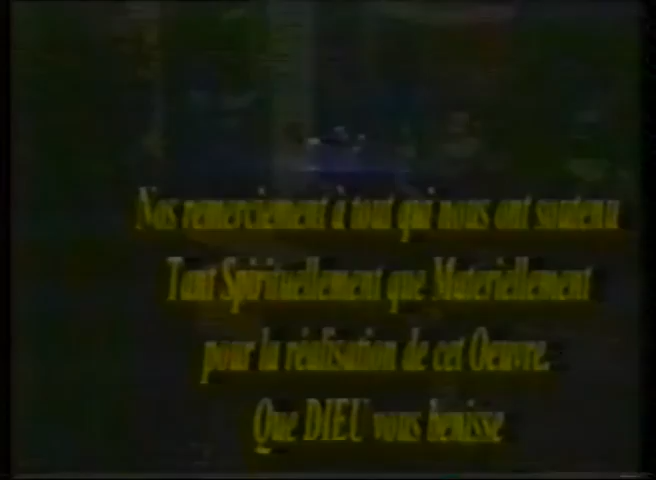 Nos remerciement à tout qui nous ont soutenu
Tant Spirituellement que Materiellement
pour la réalisation de cet Oeuvre.
Que DIEU vous benisse